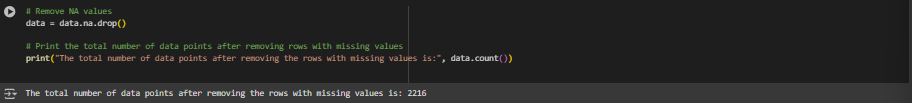 # Remove NA values
data = data.na.drop()
# Print the total number of data points after removing rows with missing values
print("The total number of data points after removing the rows with missing values is:", data.count())
The total number of data points after removing the rows with missing values is: 2216